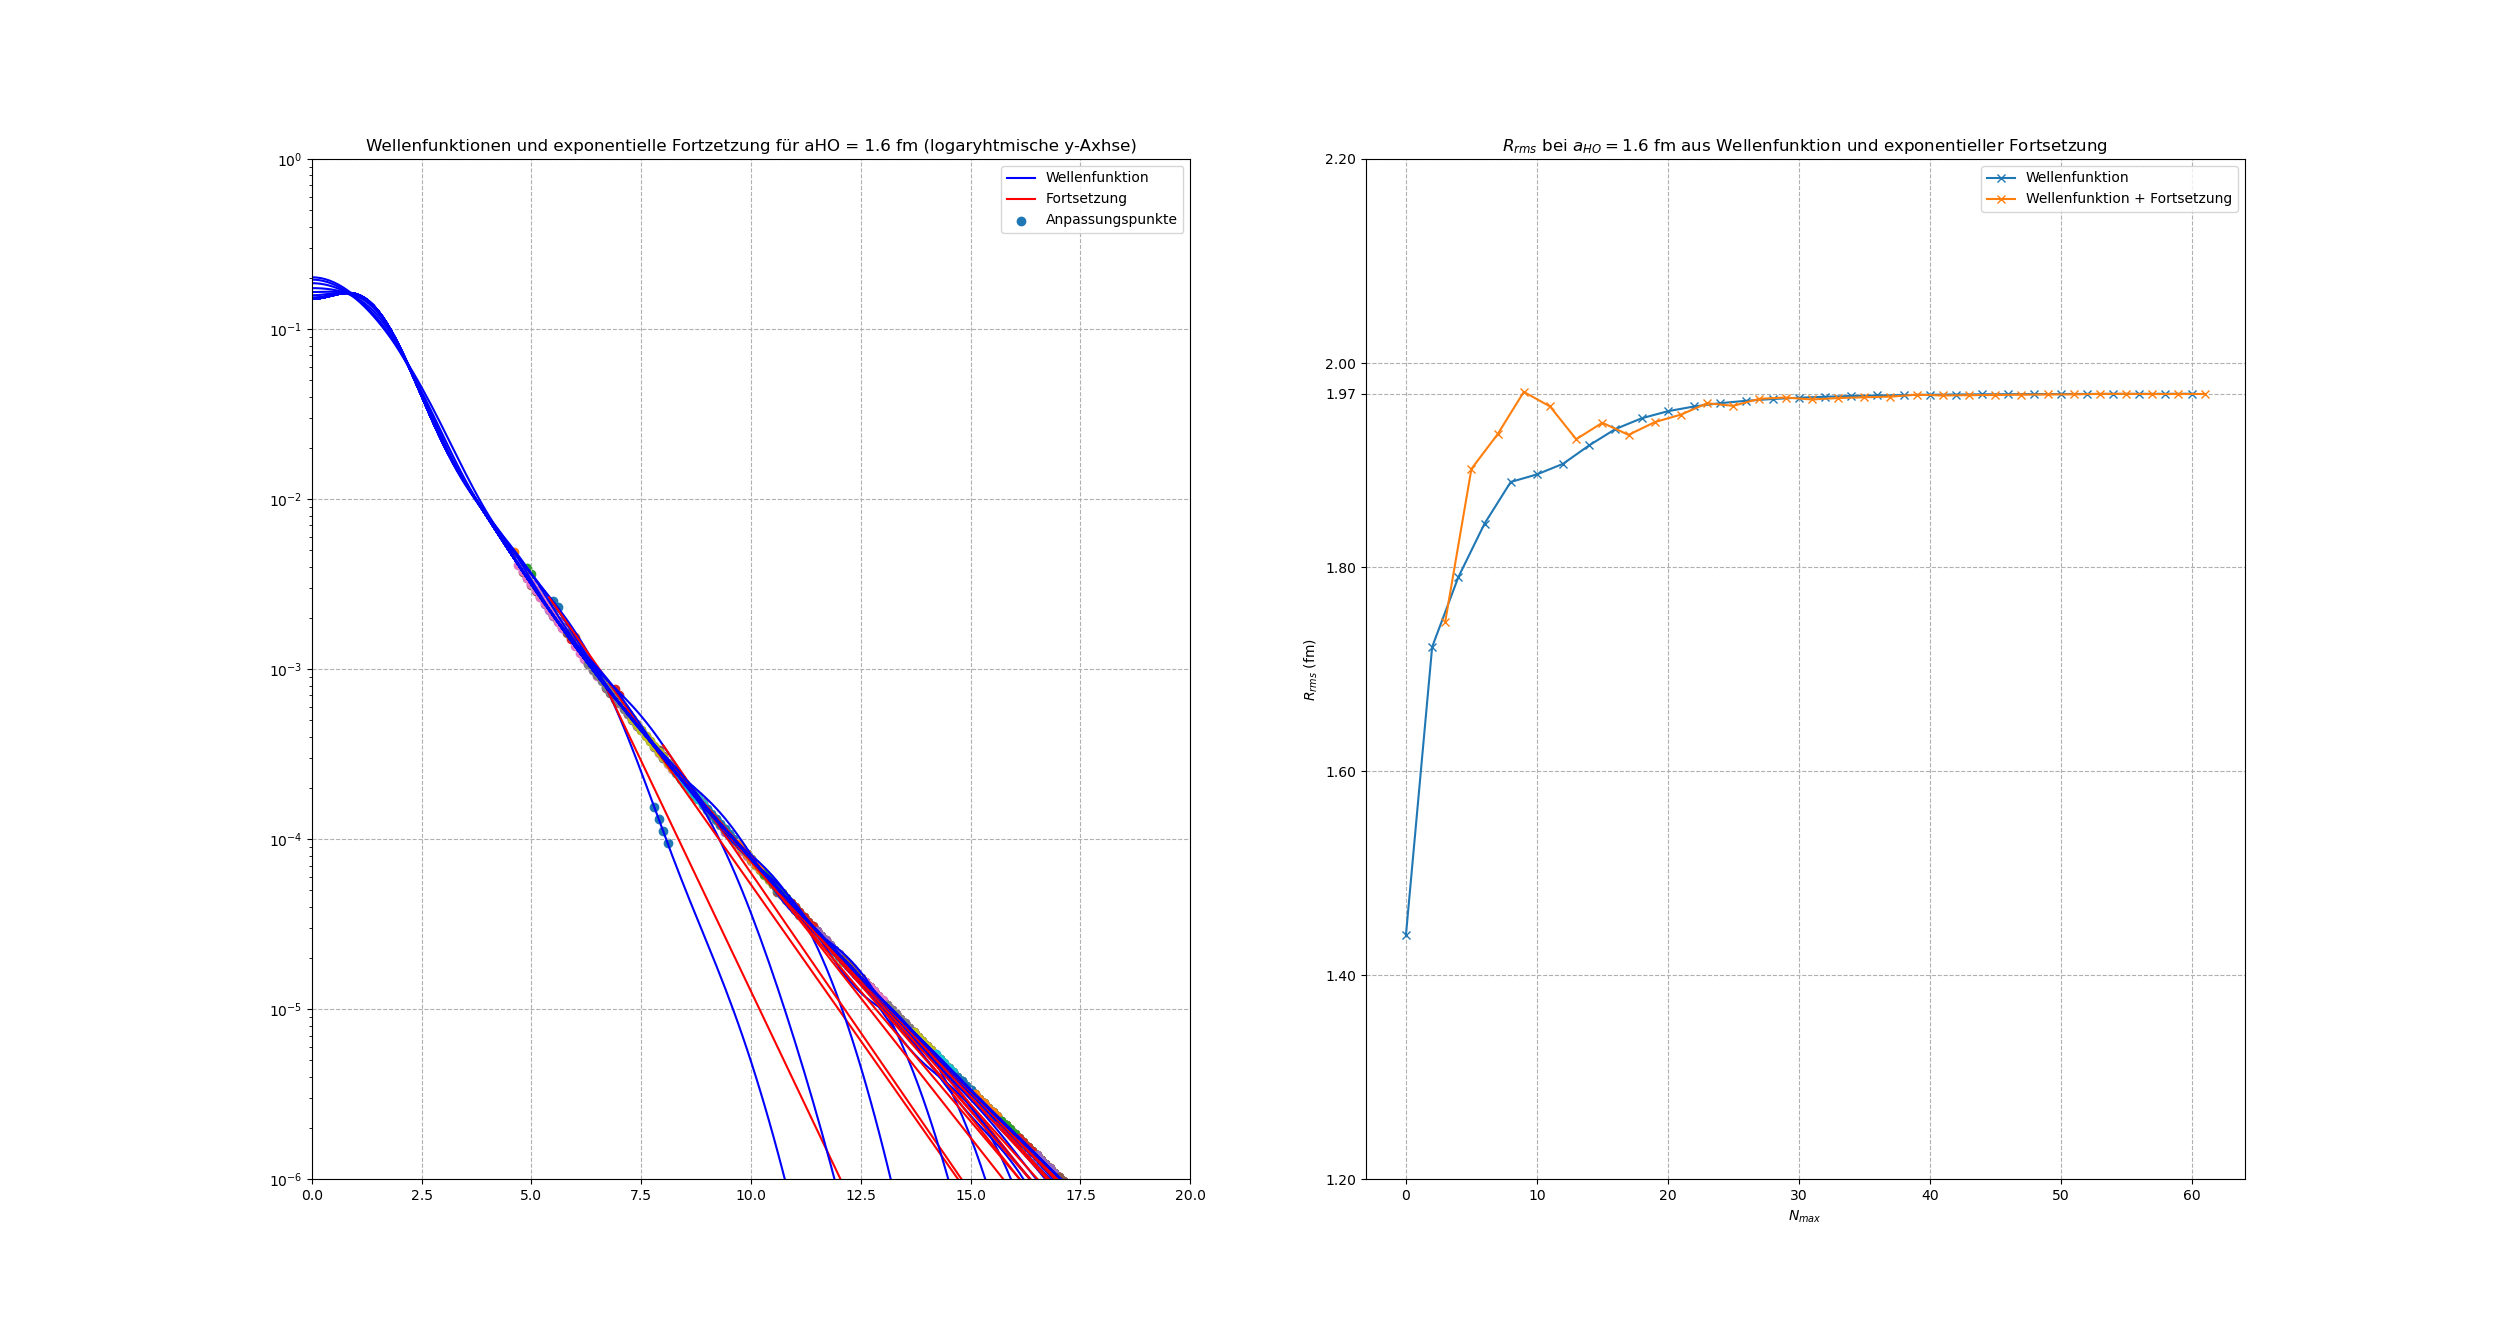 Wellenfunktionen und exponentielle Fortzetzung für aHO = 1.6 fm (logaryhtmische y-Axhse)
10⁰
10⁻¹
10⁻²
10⁻³
10⁻⁴
10⁻⁵
10⁻⁶
Wellenfunktion
Fortsetzung
Anpassungspunkte
0.0 2.5 5.0 7.5 10.0 12.5 15.0 17.5 20.0
R_rms bei a_HO = 1.6 fm aus Wellenfunktion und exponentieller Fortsetzung
2.20
2.00
1.97
1.80
1.60
1.40
1.20
R_rms (fm)
Wellenfunktion
Wellenfunktion + Fortsetzung
0 10 20 30 40 50 60
N_max